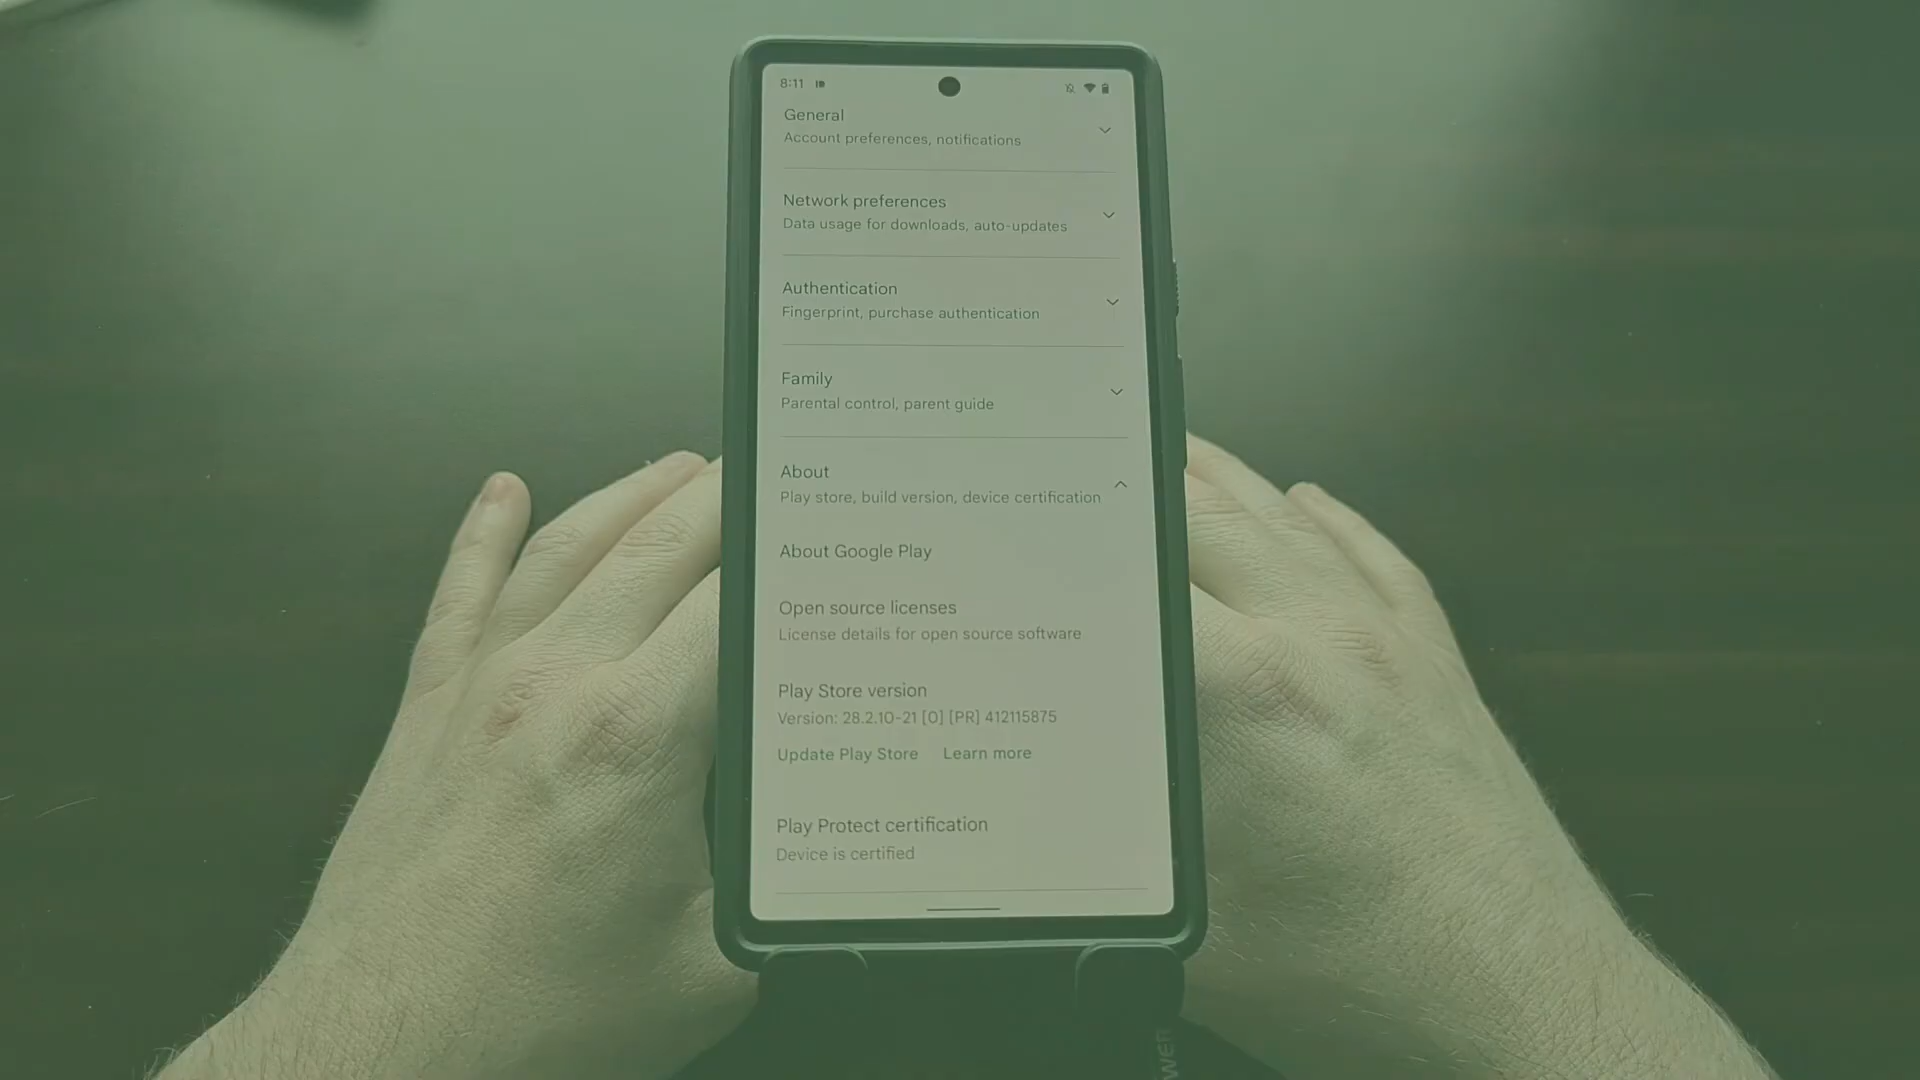 8:11
General
Account preferences, notifications
Network preferences
Data usage for downloads, auto-updates
Authentication
Fingerprint, purchase authentication
Family
Parental control, parent guide
About
Play store, build version, device certification
About Google Play
Open source licenses
License details for open source software
Play Store version
Version: 28.2.10-21 [0] [PR] 412115875
Update Play Store Learn more
Play Protect certification
Device is certified